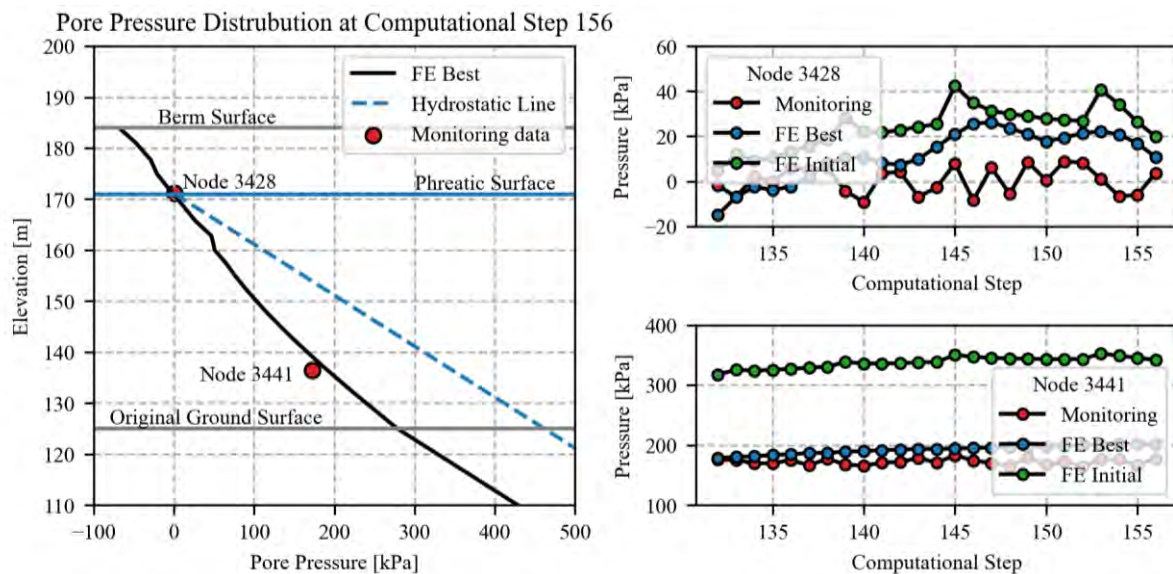 Pore Pressure Distrubution at Computational Step 156
200
190
180
170
160
150
140
130
120
110
Elevation [m]
FE Best
Hydrostatic Line
Monitoring data
Berm Surface
Node 3428
Phreatic Surface
Node 3441
Original Ground Surface
−100 0 100 200 300 400 500
Pore Pressure [kPa]
60
40
20
0
−20
Pressure [kPa]
Node 3428
Monitoring
FE Best
FE Initial
135 140 145 150 155
Computational Step
400
300
200
100
Pressure [kPa]
Node 3441
Monitoring
FE Best
FE Initial
135 140 145 150 155
Computational Step